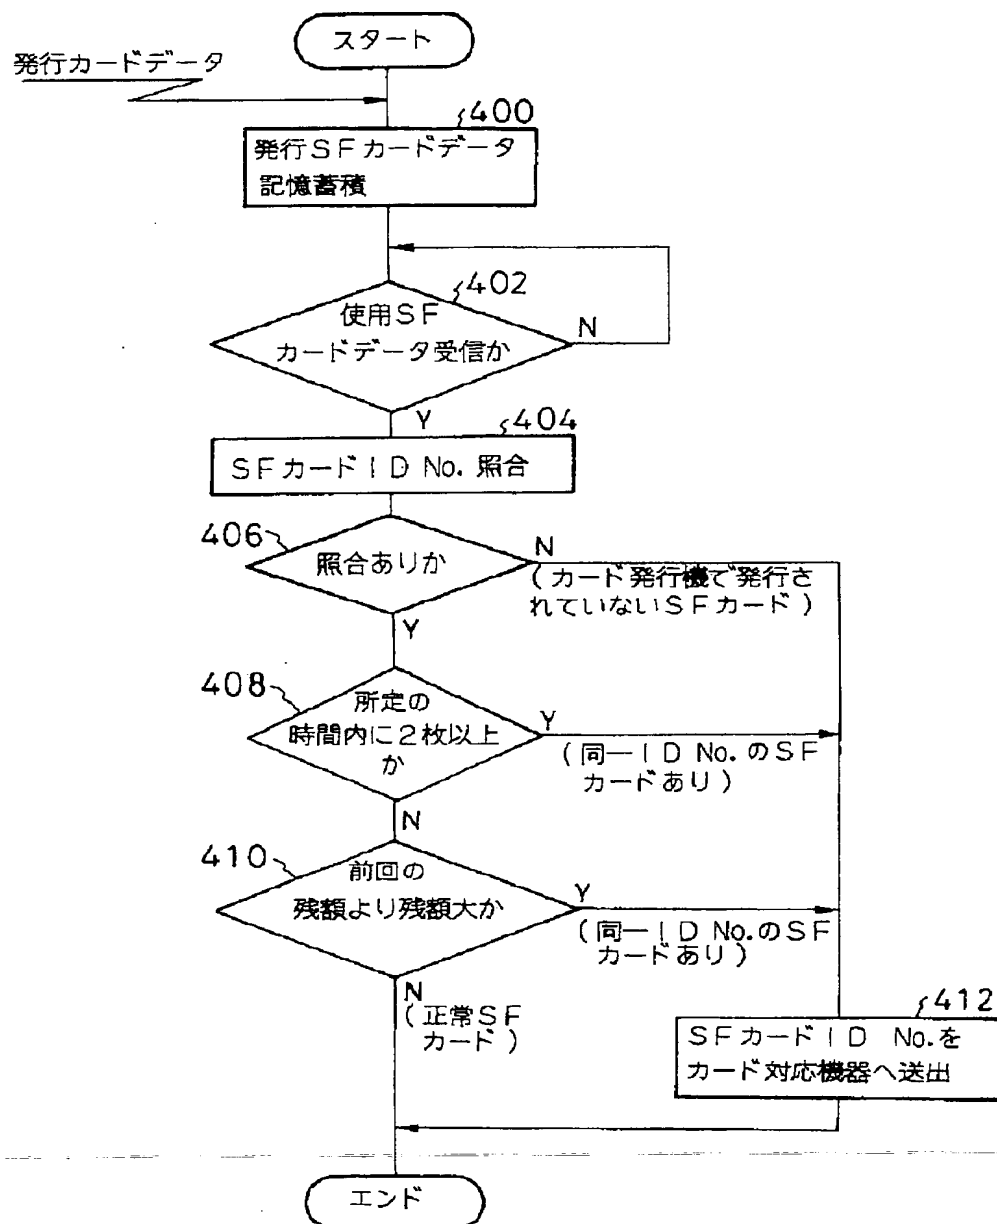 スタート
発行カードデータ
400
発行SFカードデータ
記憶蓄積
402
使用SF
カードデータ受信か
N
Y
404
SFカードID No. 照合
406
照合ありか
N
(カード発行機で発行さ
れていないSFカード)
Y
408
所定の
時間内に2枚以上
か
Y
(同一ID No.のSF
カードあり)
N
410
前回の
残額より残額大か
Y
(同一ID No.のSF
カードあり)
N
(正常SF
カード)
412
SFカードID No.を
カード対応機器へ送出
エンド